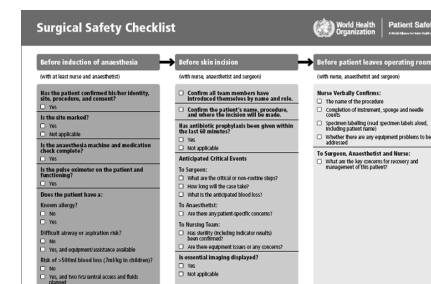 Surgical Safety Checklist
World Health
Organization
Patient Safet
Before induction of anaesthesia
(with at least nurse and anaesthetist)
Has the patient confirmed his/her identity,
site, procedure, and consent?
Yes
Is the site marked?
Yes
Not applicable
Is the anaesthesia machine and medication
check complete?
Yes
Is the pulse oximeter on the patient and
functioning?
Yes
Does the patient have a:
Known allergy?
No
Yes
Difficult airway or aspiration risk?
No
Yes, and equipment/assistance available
Risk of >500ml blood loss (7ml/kg in children)?
No
Yes, and two IVs/central access and fluids
planned
Before skin incision
(with nurse, anaesthetist and surgeon)
Confirm all team members have
introduced themselves by name and role.
Confirm the patient's name, procedure,
and where the incision will be made.
Has antibiotic prophylaxis been given within
the last 60 minutes?
Yes
Not applicable
Anticipated Critical Events
To Surgeon:
What are the critical or non-routine steps?
How long will the case take?
What is the anticipated blood loss?
To Anaesthetist:
Are there any patient-specific concerns?
To Nursing Team:
Has sterility (including indicator results)
been confirmed?
Are there equipment issues or any concerns?
Is essential imaging displayed?
Yes
Not applicable
Before patient leaves operating room
(with nurse, anaesthetist and surgeon)
Nurse Verbally Confirms:
The name of the procedure
Completion of instrument, sponge and needle
counts
Specimen labelling (read specimen labels aloud,
including patient name)
Whether there are any equipment problems to be
addressed
To Surgeon, Anaesthetist and Nurse:
What are the key concerns for recovery and
management of this patient?